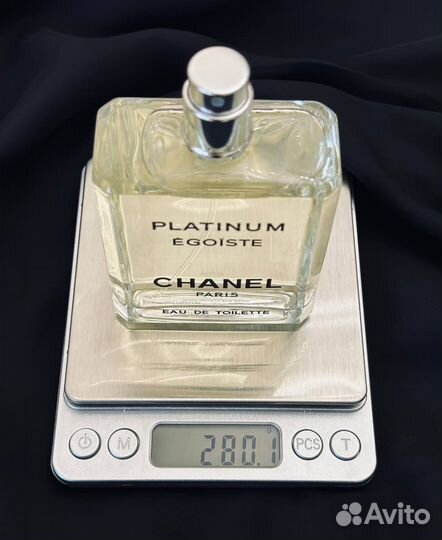 PLATINUM
ÉGOÏSTE
CHANEL
PARIS
EAU DE TOILETTE
280.1
g
M
PCS
T
Avito